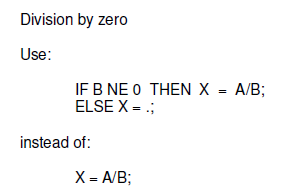 Division by zero
Use:
IF B NE 0 THEN X = A/B;
ELSE X = .;
instead of:
X = A/B;